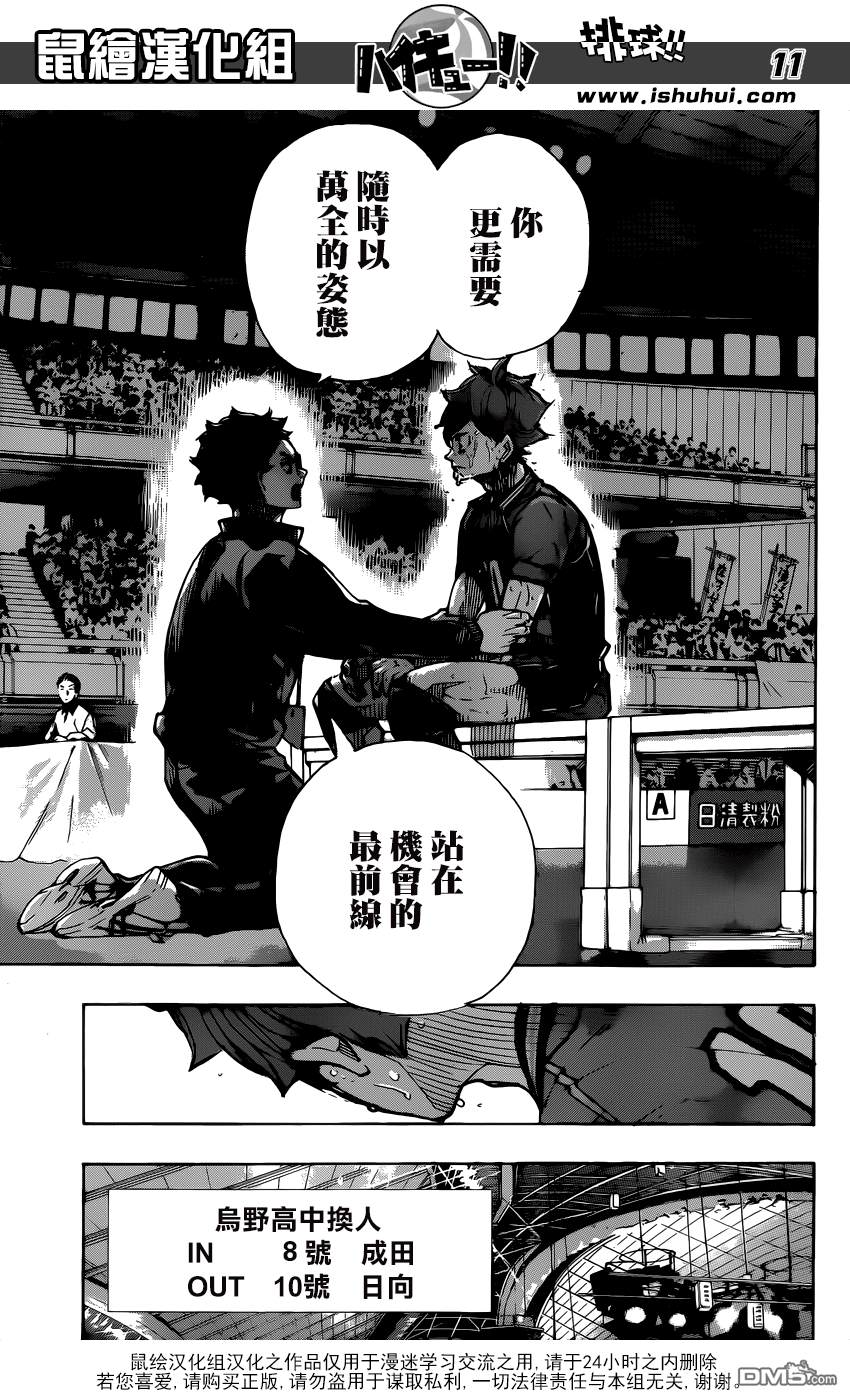 鼠繪漢化組
ハイキュー!!
排球!!
11
www.ishuhui.com
你
更需要
隨時以
萬全的姿態
站在
機會的
最前線
A
日清製粉
烏野高中換人
IN 8號 成田
OUT 10號 日向
鼠绘汉化组汉化之作品仅用于漫迷学习交流之用, 请于24小时之内删除
若您喜爱, 请购买正版, 请勿盗用于谋取私利, 一切法律责任与本组无关, 谢谢.
DM5.com